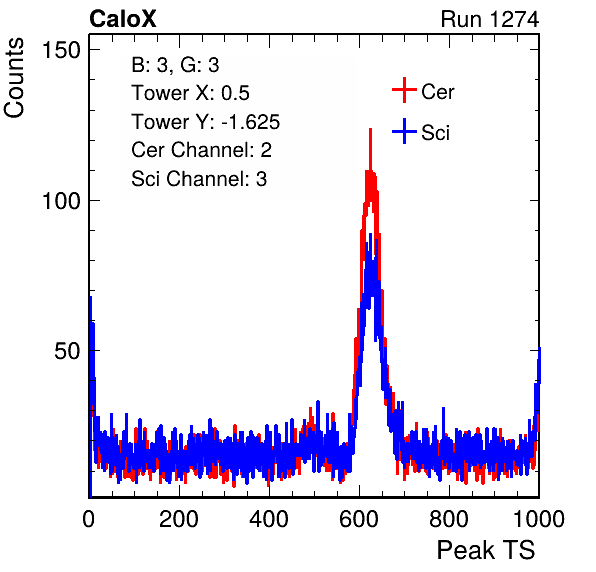 CaloX
Run 1274
Counts
150
100
50
B: 3, G: 3
Tower X: 0.5
Tower Y: -1.625
Cer Channel: 2
Sci Channel: 3
Cer
Sci
0 200 400 600 800 1000
Peak TS